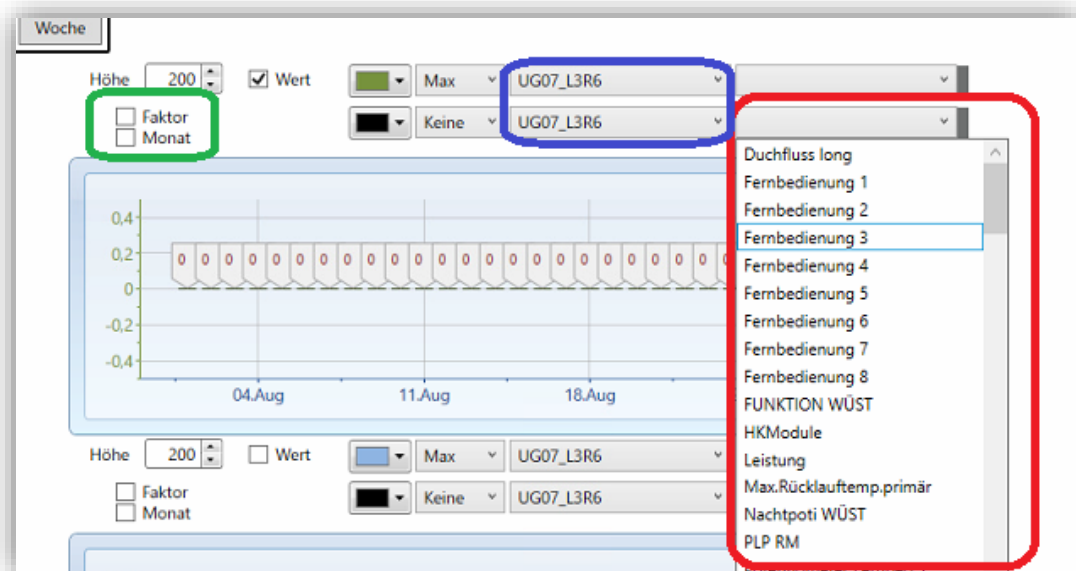 Woche
Höhe 200 Wert Max UG07_L3R6
Faktor Keine UG07_L3R6
Monat
Duchfluss long
Fernbedienung 1
Fernbedienung 2
Fernbedienung 3
Fernbedienung 4
Fernbedienung 5
Fernbedienung 6
Fernbedienung 7
Fernbedienung 8
FUNKTION WÜST
HKModule
Leistung
Max.Rücklauftemp.primär
Nachtpoti WÜST
PLP RM
0,4
0,2
0 0 0 0 0 0 0 0 0 0 0 0 0 0 0 0 0 0 0 0 0 0 0 0
0
-0,2
-0,4
04.Aug 11.Aug 18.Aug
Höhe 200 Wert Max UG07_L3R6
Faktor Keine UG07_L3R6
Monat